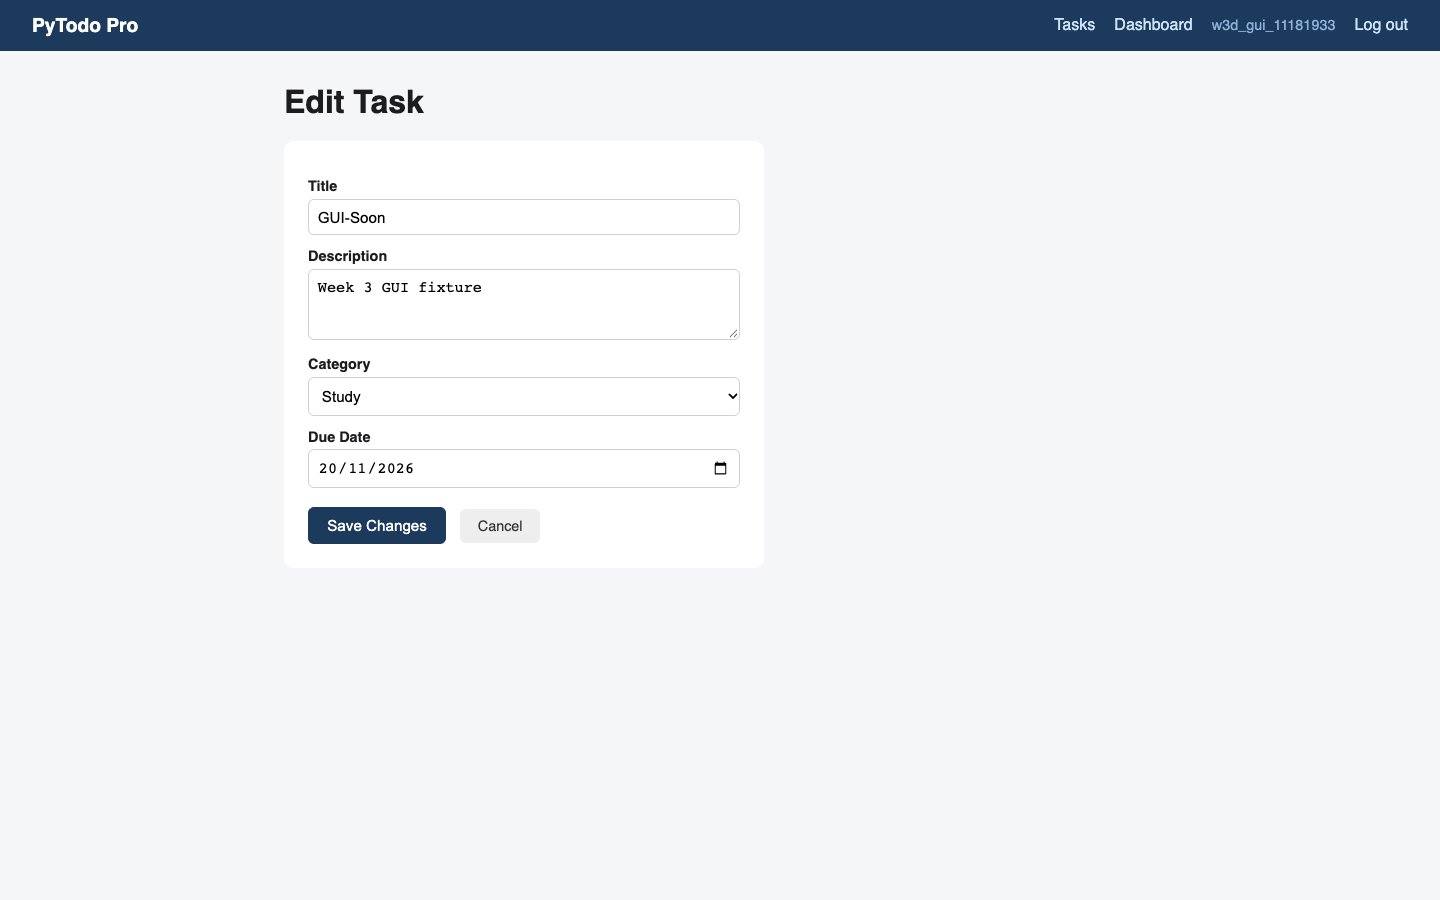 PyTodo Pro
Tasks Dashboard w3d_gui_11181933 Log out
Edit Task
Title
GUI-Soon
Description
Week 3 GUI fixture
Category
Study
Due Date
20/11/2026
Save Changes Cancel